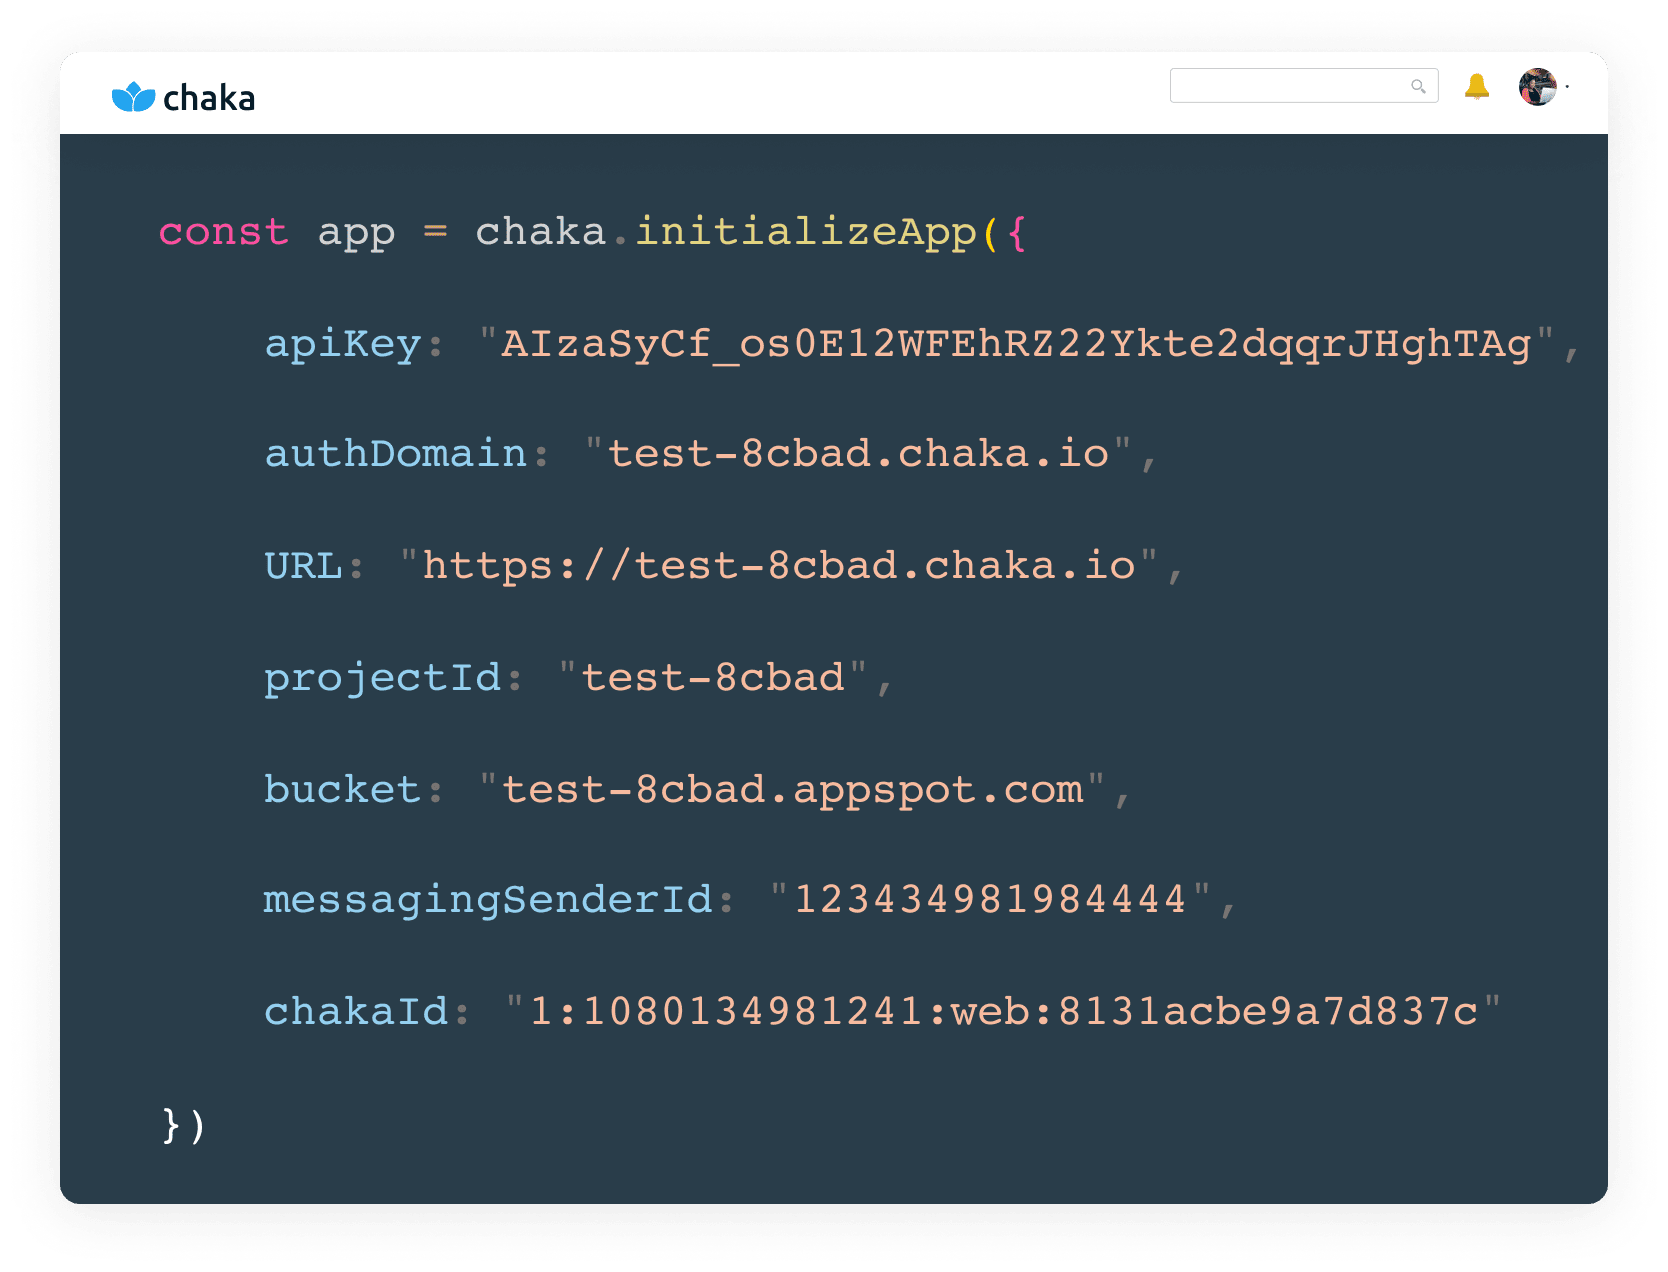 chaka
const app = chaka.initializeApp({
apiKey: "AIzaSyCf_os0E12WFEhRZ22Ykte2dqqrJHghTAg",
authDomain: "test-8cbad.chaka.io",
URL: "https://test-8cbad.chaka.io",
projectId: "test-8cbad",
bucket: "test-8cbad.appspot.com",
messagingSenderId: "123434981984444",
chakaId: "1:1080134981241:web:8131acbe9a7d837c"
})